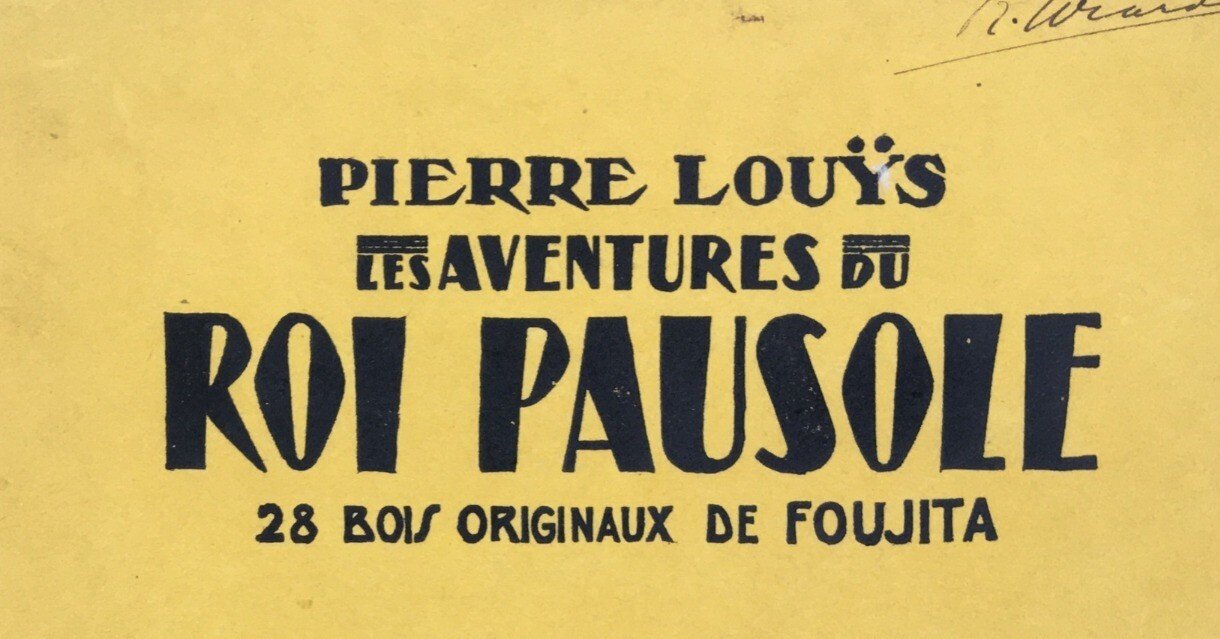 PIERRE LOUŸS
LES AVENTURES DU
ROI PAUSOLE
28 BOIS ORIGINAUX DE FOUJITA